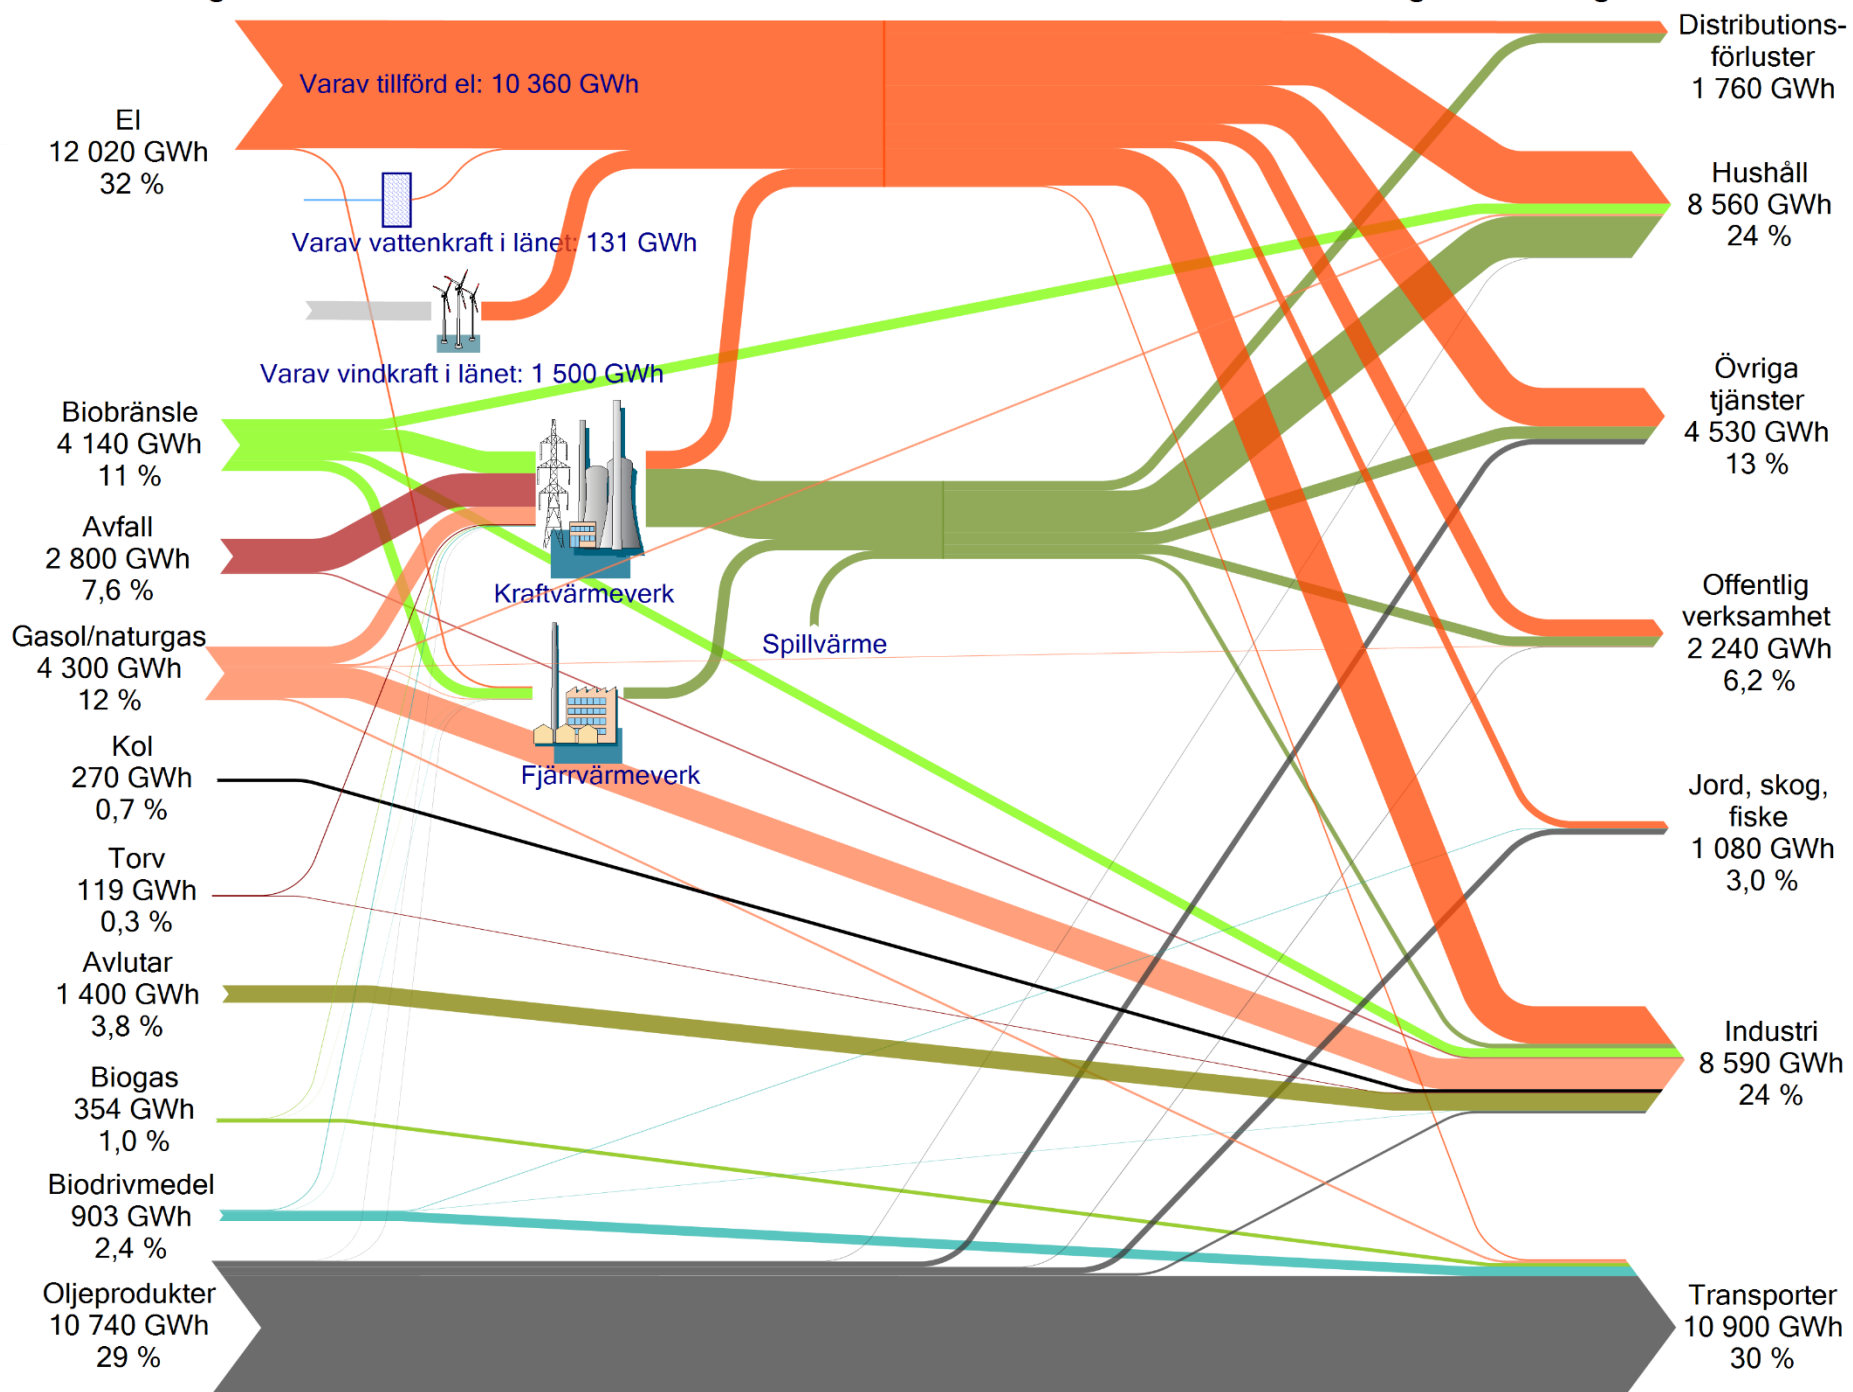 El
12 020 GWh
32 %
Varav tillförd el: 10 360 GWh
Varav vattenkraft i länet: 131 GWh
Varav vindkraft i länet: 1 500 GWh
Biobränsle
4 140 GWh
11 %
Avfall
2 800 GWh
7,6 %
Gasol/naturgas
4 300 GWh
12 %
Kol
270 GWh
0,7 %
Torv
119 GWh
0,3 %
Avlutar
1 400 GWh
3,8 %
Biogas
354 GWh
1,0 %
Biodrivmedel
903 GWh
2,4 %
Oljeprodukter
10 740 GWh
29 %
Kraftvärmeverk
Fjärrvärmeverk
Spillvärme
Distributions-
förluster
1 760 GWh
Hushåll
8 560 GWh
24 %
Övriga
tjänster
4 530 GWh
13 %
Offentlig
verksamhet
2 240 GWh
6,2 %
Jord, skog,
fiske
1 080 GWh
3,0 %
Industri
8 590 GWh
24 %
Transporter
10 900 GWh
30 %